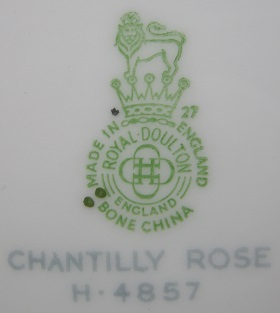 27
MADE IN ENGLAND
ROYAL-DOULTON
ENGLAND
BONE CHINA
CHANTILLY ROSE
H·4857